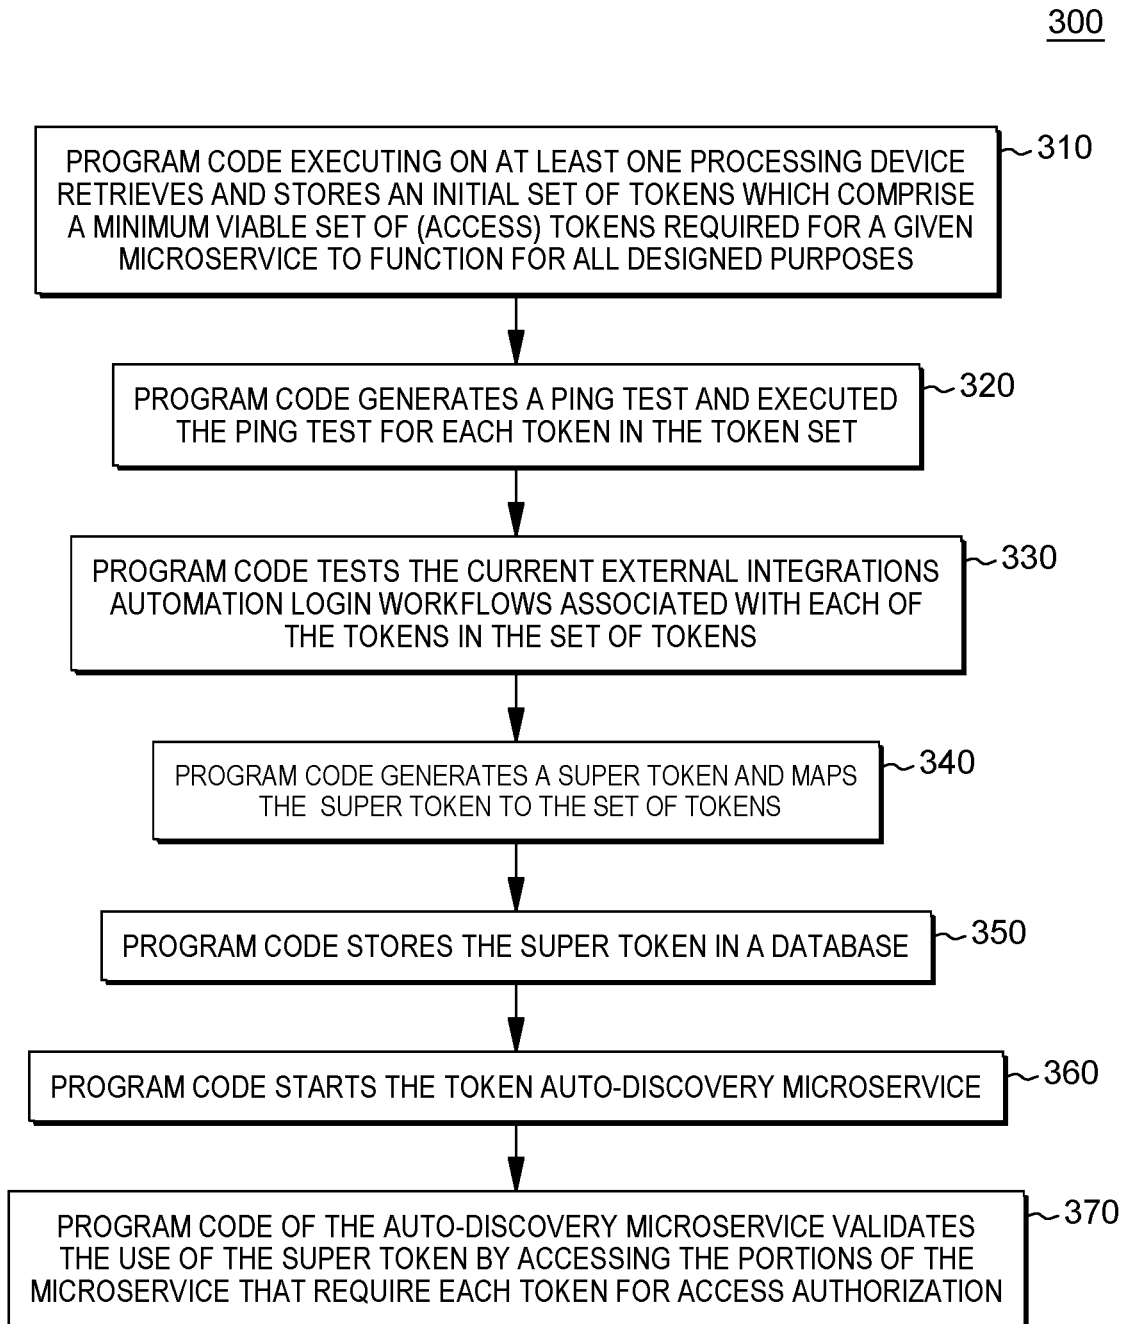 300
PROGRAM CODE EXECUTING ON AT LEAST ONE PROCESSING DEVICE
RETRIEVES AND STORES AN INITIAL SET OF TOKENS WHICH COMPRISE
A MINIMUM VIABLE SET OF (ACCESS) TOKENS REQUIRED FOR A GIVEN
MICROSERVICE TO FUNCTION FOR ALL DESIGNED PURPOSES
310
PROGRAM CODE GENERATES A PING TEST AND EXECUTED
THE PING TEST FOR EACH TOKEN IN THE TOKEN SET
320
PROGRAM CODE TESTS THE CURRENT EXTERNAL INTEGRATIONS
AUTOMATION LOGIN WORKFLOWS ASSOCIATED WITH EACH OF
THE TOKENS IN THE SET OF TOKENS
330
PROGRAM CODE GENERATES A SUPER TOKEN AND MAPS
THE SUPER TOKEN TO THE SET OF TOKENS
340
PROGRAM CODE STORES THE SUPER TOKEN IN A DATABASE
350
PROGRAM CODE STARTS THE TOKEN AUTO-DISCOVERY MICROSERVICE
360
PROGRAM CODE OF THE AUTO-DISCOVERY MICROSERVICE VALIDATES
THE USE OF THE SUPER TOKEN BY ACCESSING THE PORTIONS OF THE
MICROSERVICE THAT REQUIRE EACH TOKEN FOR ACCESS AUTHORIZATION
370